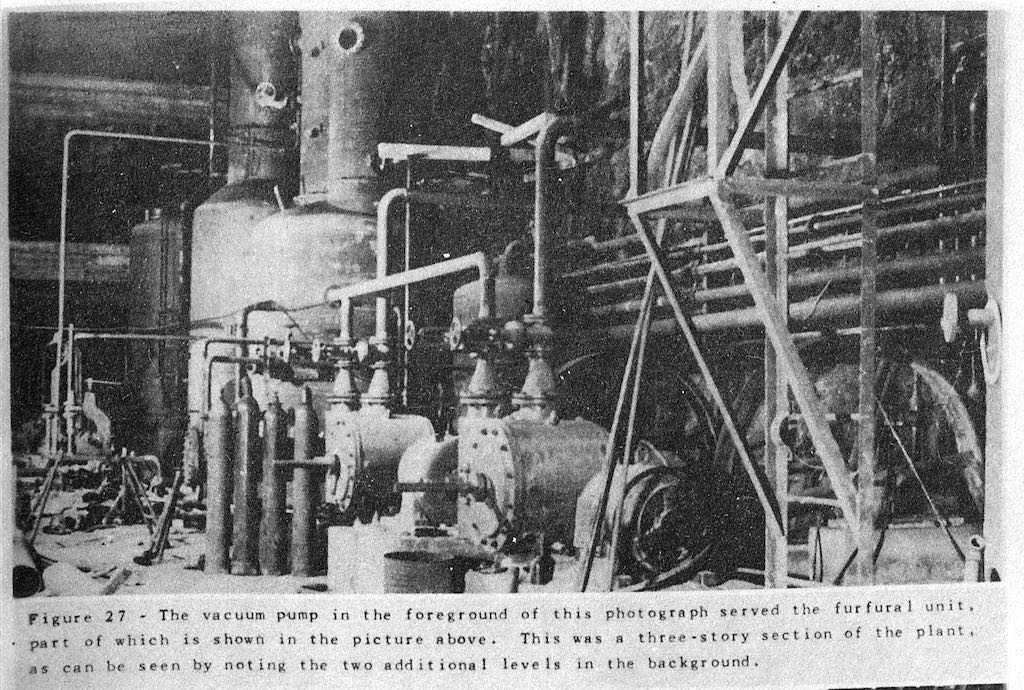 Figure 27 - The vacuum pump in the foreground of this photograph served the furfural unit,
part of which is shown in the picture above. This was a three-story section of the plant,
as can be seen by noting the two additional levels in the background.